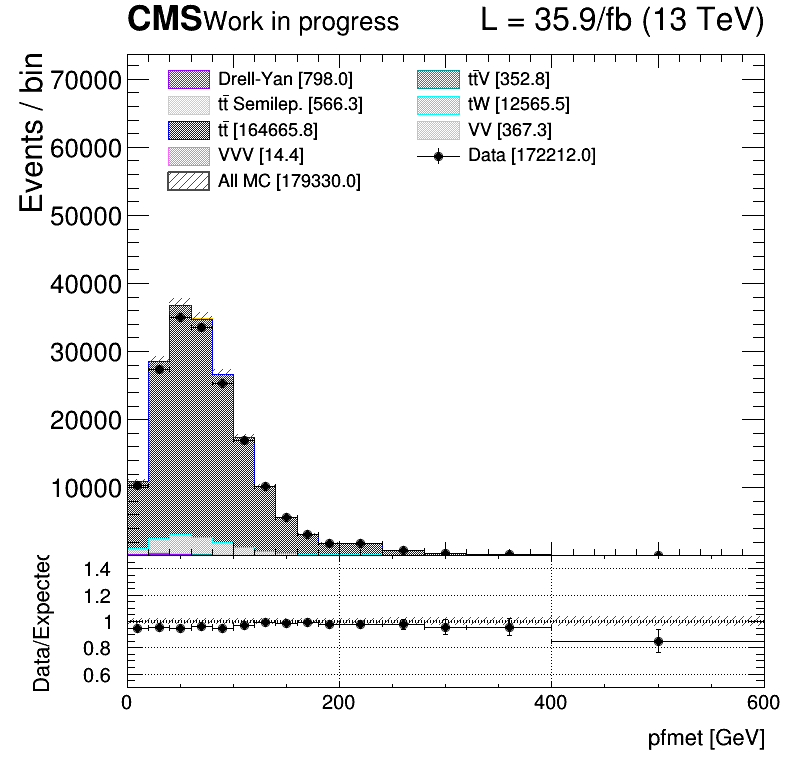 CMS Work in progress L = 35.9/fb (13 TeV)
Events / bin
70000
60000
50000
40000
30000
20000
10000
Drell-Yan [798.0]
tt̄ Semilep. [566.3]
tt̄ [164665.8]
VVV [14.4]
All MC [179330.0]
tt̄V [352.8]
tW [12565.5]
VV [367.3]
Data [172212.0]
Data/Expected
1.4
1.2
1
0.8
0.6
0 200 400 600
pfmet [GeV]